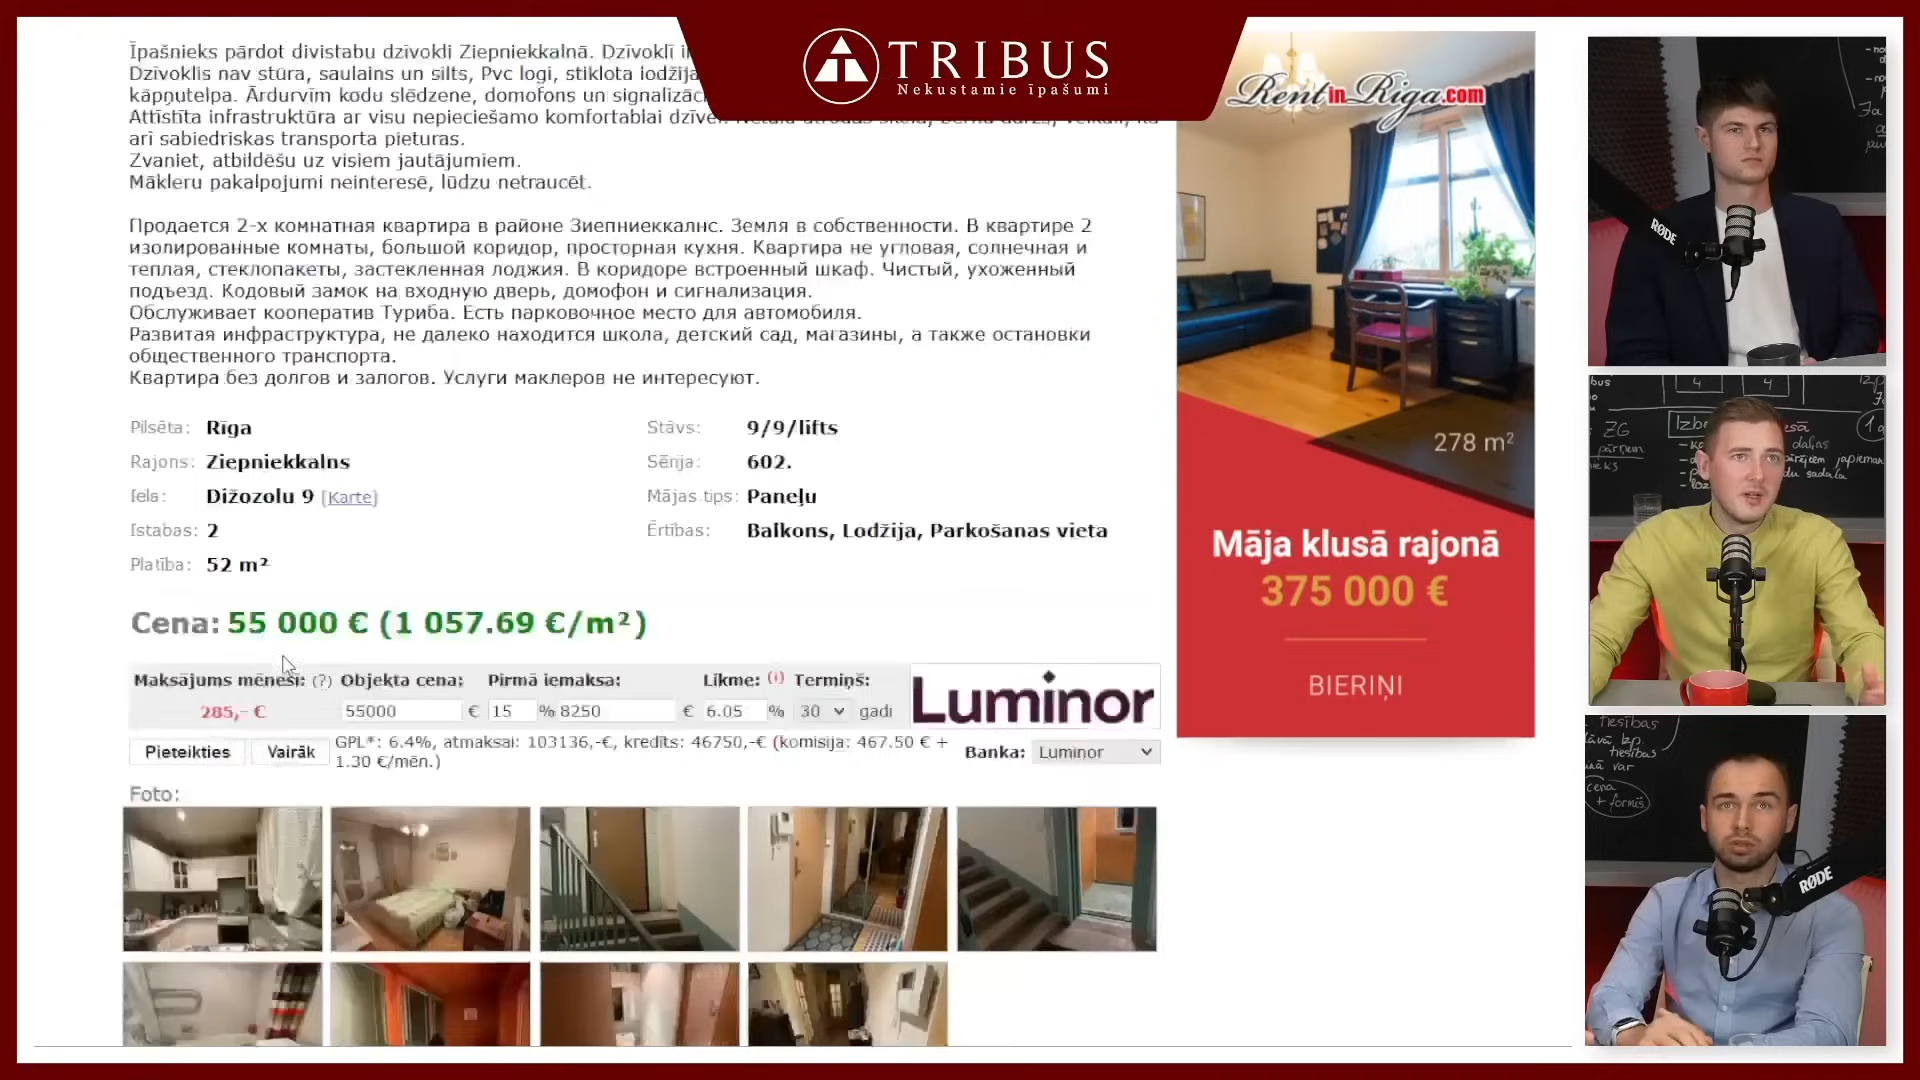 TRIBUS
Nekustamie īpašumi
Īpašnieks pārdot divistabu dzīvokli Ziepniekkalnā. Dzīvoklī
Dzīvoklis nav stūra, saulains un silts, Pvc logi, stiklota lodžija
kāpņutelpa. Ārdurvīm kodu slēdzene, domofons un signalizāci
Attīstīta infrastruktūra ar visu nepieciešamo komfortablai dzīvei.
arī sabiedriskas transporta pieturas.
Zvaniet, atbildēšu uz visiem jautājumiem.
Mākleru pakalpojumi neinteresē, lūdzu netraucēt.
Продается 2-х комнатная квартира в районе Зиепниеккалнс. Земля в собственности. В квартире 2
изолированные комнаты, большой коридор, просторная кухня. Квартира не угловая, солнечная и
теплая, стеклопакеты, застекленная лоджия. В коридоре встроенный шкаф. Чистый, ухоженный
подъезд. Кодовый замок на входную дверь, домофон и сигнализация.
Обслуживает кооператив Туриба. Есть парковочное место для автомобиля.
Развитая инфраструктура, не далеко находится школа, детский сад, магазины, а также остановки
общественного транспорта.
Квартира без долгов и залогов. Услуги маклеров не интересуют.
Pilsēta: Rīga
Rajons: Ziepniekkalns
Iela: Dižozolu 9 [Karte]
Istabas: 2
Platība: 52 m²
Stāvs: 9/9/lifts
Sērija: 602.
Mājas tips: Paneļu
Ērtības: Balkons, Lodžija, Parkošanas vieta
Cena: 55 000 € (1 057.69 €/m²)
Maksājums mēnesī: (?) Objekta cena: Pirmā iemaksa: Likme: (i) Termiņš:
285,- € 55000 € 15 % 8250 € 6.05 % 30 gadi
Luminor
Pieteikties Vairāk
GPL*: 6.4%, atmaksai: 103136,-€, kredīts: 46750,-€ (komisija: 467.50 € +
1.30 €/mēn.)
Banka: Luminor
Foto:
RentinRiga.com
278 m²
Māja klusā rajonā
375 000 €
BIERIŅI
RØDE
ZG
4 4
RØDE
tiesības
tiesības
cena
+ formis